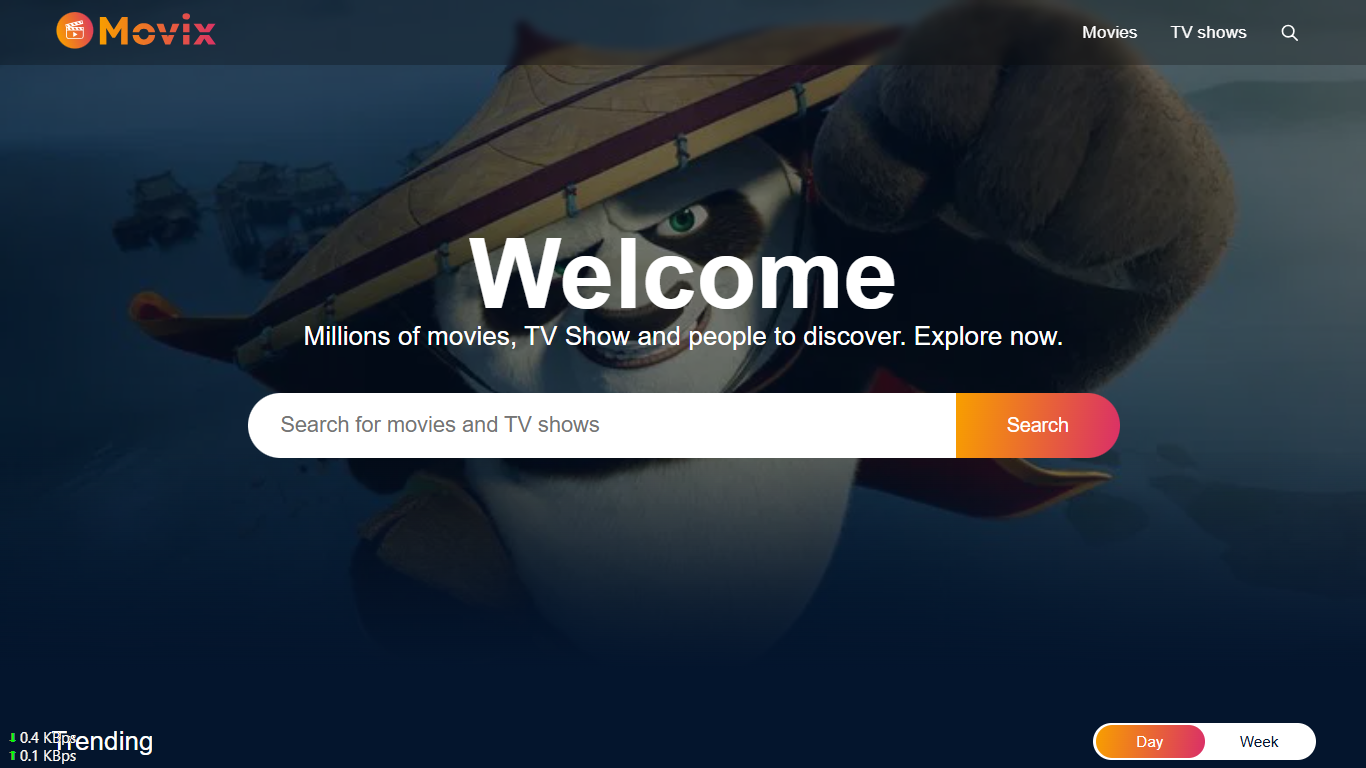 Movix
Movies
TV shows
Welcome
Millions of movies, TV Show and people to discover. Explore now.
Search for movies and TV shows
Search
Trending
Day
Week
0.4 KBps
0.1 KBps